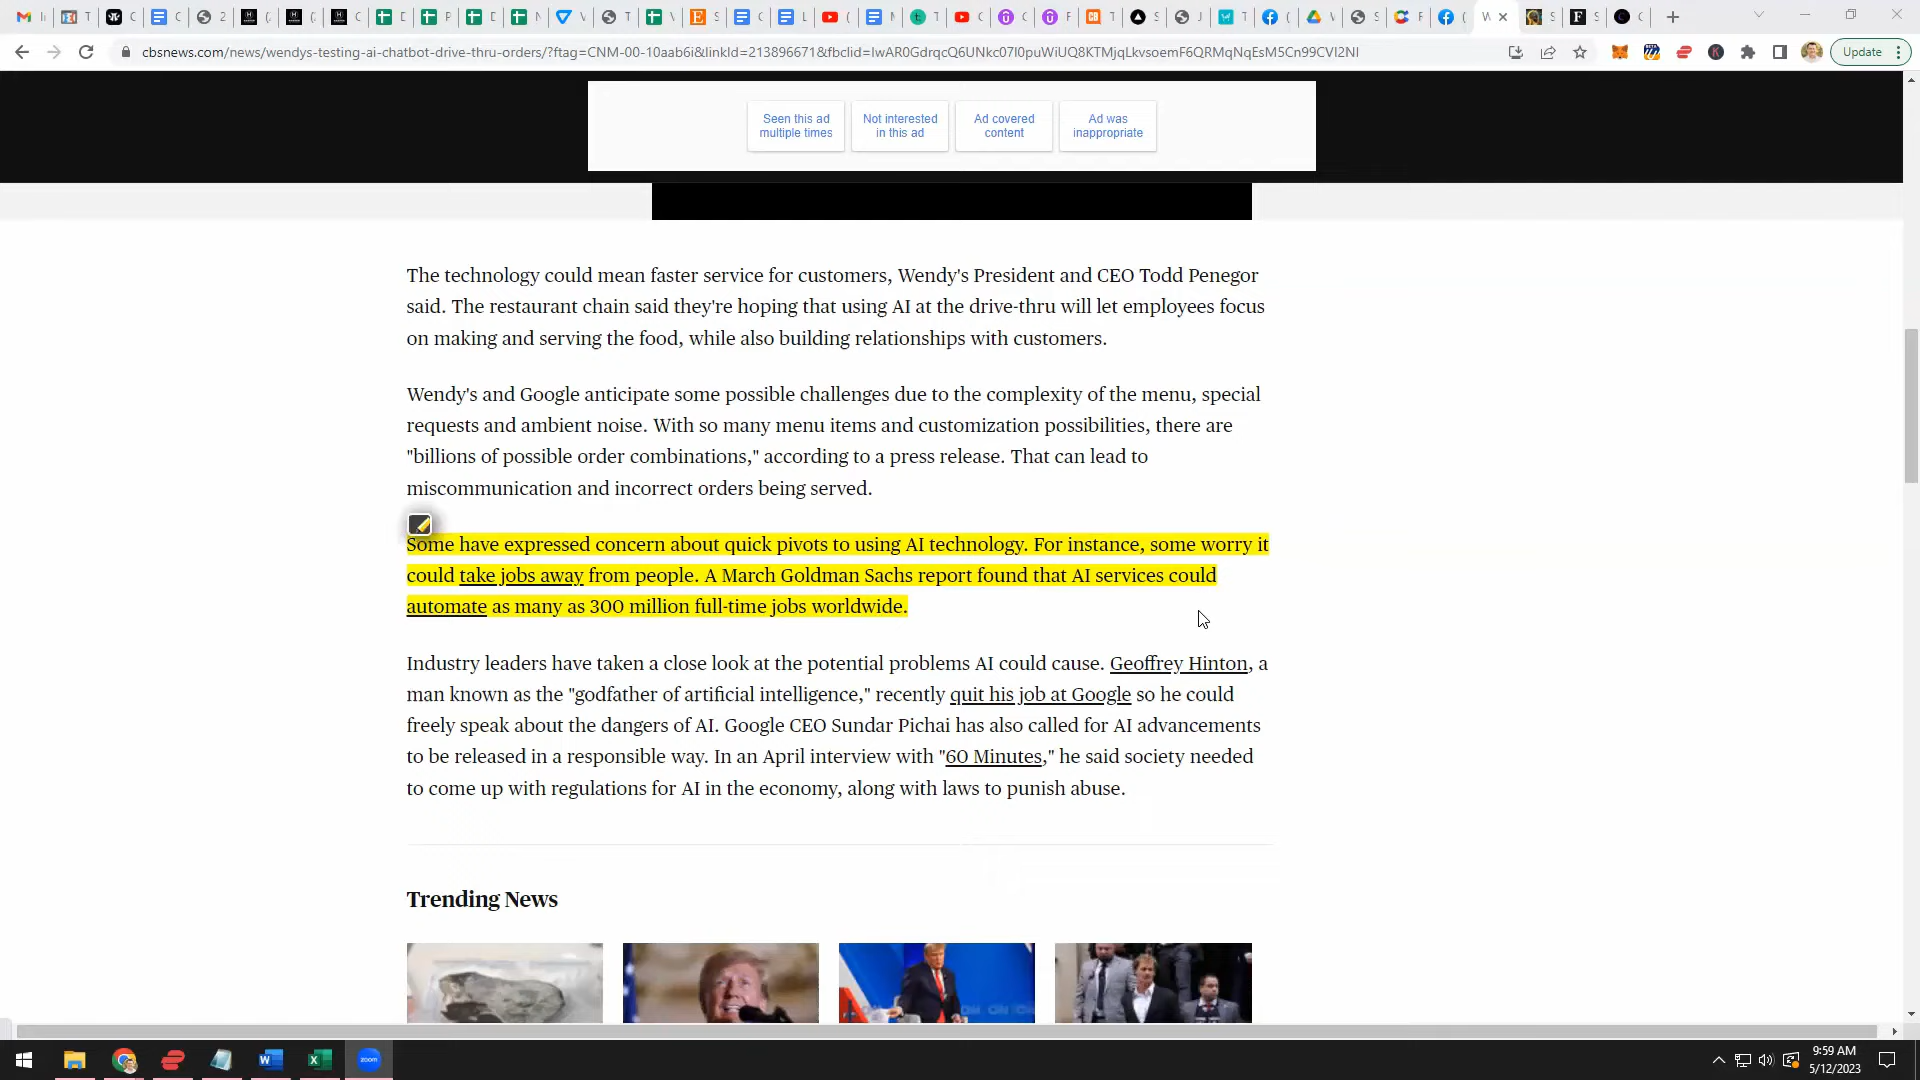 cbsnews.com/news/wendys-testing-ai-chatbot-drive-thru-orders/?ftag=CNM-00-10aab6i&linkId=213896671&fbclid=IwAR0GdrqcQ6UNkc07I0puWiUQ8KTMjqLkvsoemF6QRMqNqEsM5Cn99CVI2NI
Update
Seen this ad multiple times
Not interested in this ad
Ad covered content
Ad was inappropriate
The technology could mean faster service for customers, Wendy's President and CEO Todd Penegor
said. The restaurant chain said they're hoping that using AI at the drive-thru will let employees focus
on making and serving the food, while also building relationships with customers.
Wendy's and Google anticipate some possible challenges due to the complexity of the menu, special
requests and ambient noise. With so many menu items and customization possibilities, there are
"billions of possible order combinations," according to a press release. That can lead to
miscommunication and incorrect orders being served.
Some have expressed concern about quick pivots to using AI technology. For instance, some worry it
could take jobs away from people. A March Goldman Sachs report found that AI services could
automate as many as 300 million full-time jobs worldwide.
Industry leaders have taken a close look at the potential problems AI could cause. Geoffrey Hinton, a
man known as the "godfather of artificial intelligence," recently quit his job at Google so he could
freely speak about the dangers of AI. Google CEO Sundar Pichai has also called for AI advancements
to be released in a responsible way. In an April interview with "60 Minutes," he said society needed
to come up with regulations for AI in the economy, along with laws to punish abuse.
Trending News
zoom
9:59 AM
5/12/2023